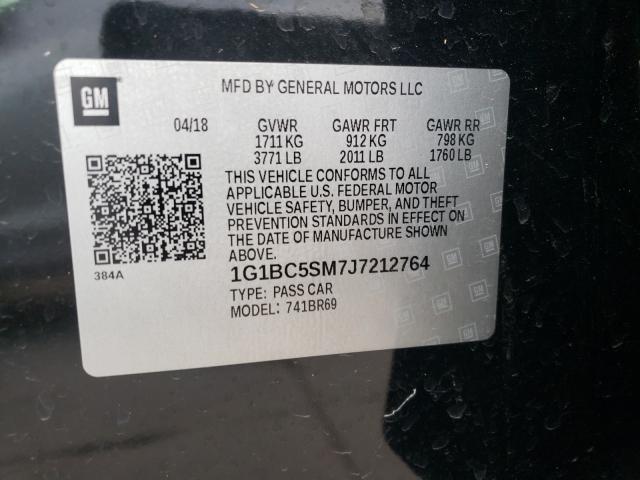 GM
MFD BY GENERAL MOTORS LLC
04/18 GVWR GAWR FRT GAWR RR
1711 KG 912 KG 798 KG
3771 LB 2011 LB 1760 LB
THIS VEHICLE CONFORMS TO ALL
APPLICABLE U.S. FEDERAL MOTOR
VEHICLE SAFETY, BUMPER, AND THEFT
PREVENTION STANDARDS IN EFFECT ON
THE DATE OF MANUFACTURE SHOWN
ABOVE.
384A
1G1BC5SM7J7212764
TYPE: PASS CAR
MODEL: 741BR69